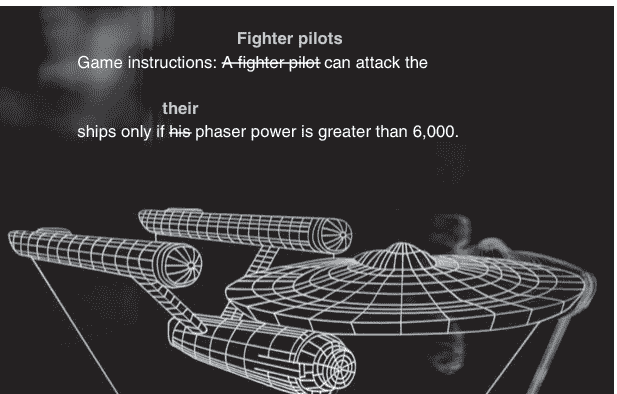 Fighter pilots
Game instructions: A fighter pilot can attack the
their
ships only if his phaser power is greater than 6,000.